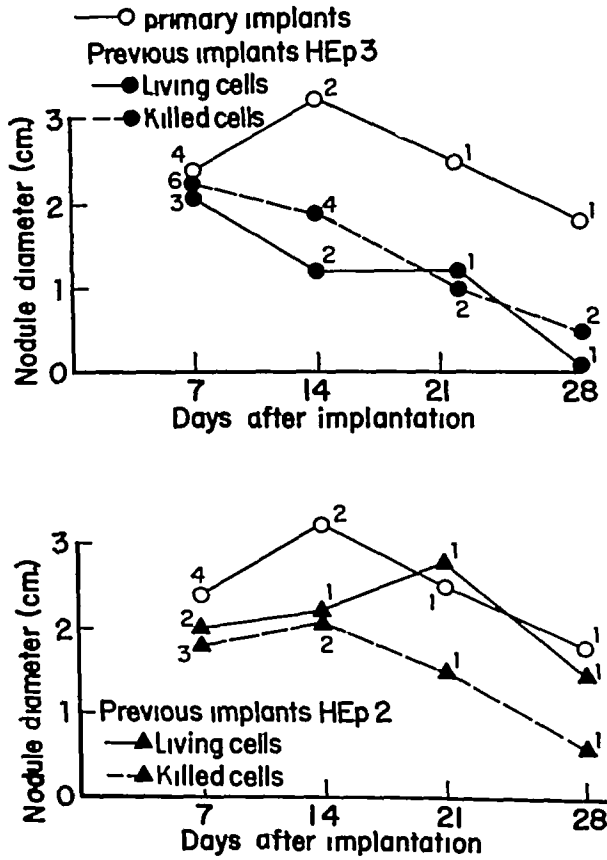 primary implants
Previous implants HEp 3
Living cells
Killed cells
Nodule diameter (cm.)
3
2
1
0
4
6
3
2
4
2
1
1
2
1
2
1
7 14 21 28
Days after implantation
Nodule diameter (cm.)
3
2
1
0
4
2
3
2
1
2
1
1
1
1
1
1
Previous implants HEp 2
Living cells
Killed cells
7 14 21 28
Days after implantation